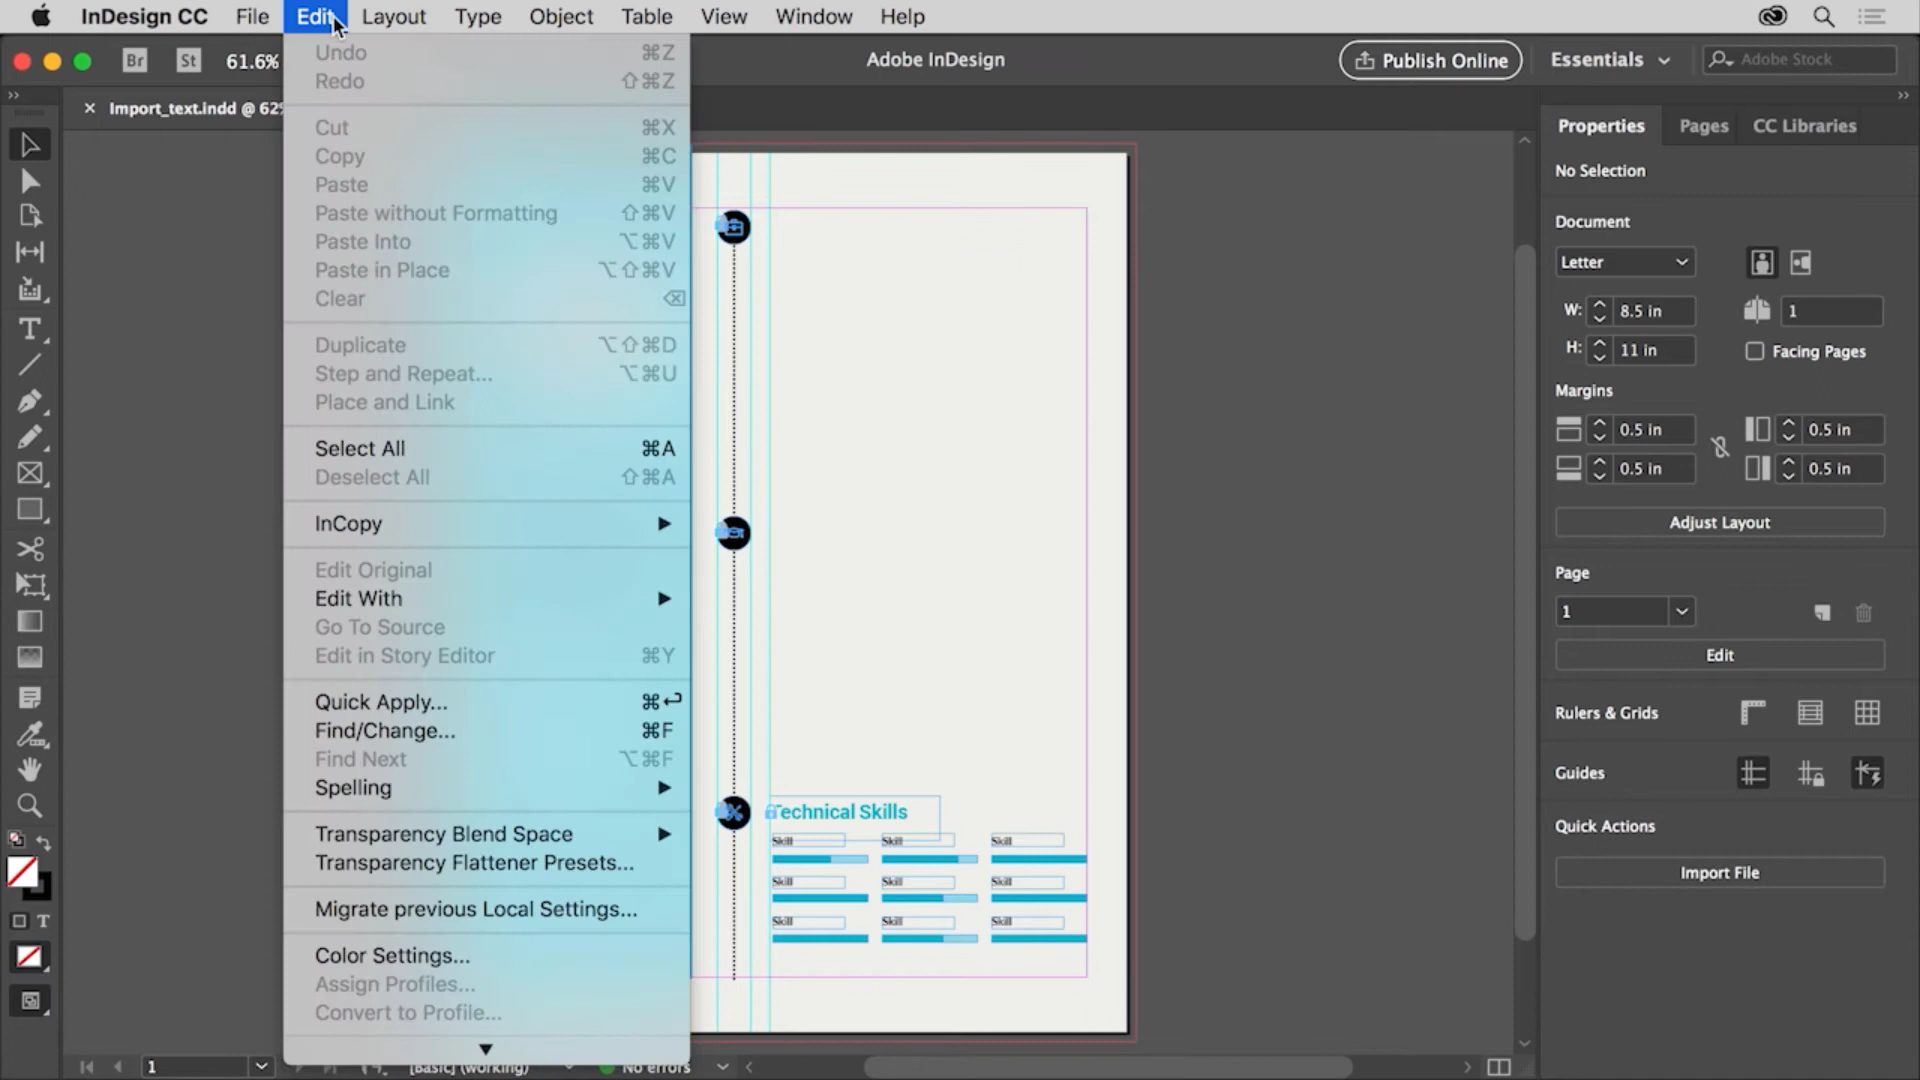 InDesign CC File Edit Layout Type Object Table View Window Help
Br St 61.6% Adobe InDesign Publish Online Essentials Adobe Stock
× Import_text.indd @ 62%
Undo ⌘Z
Redo ⇧⌘Z
Cut ⌘X
Copy ⌘C
Paste ⌘V
Paste without Formatting ⇧⌘V
Paste Into ⌥⌘V
Paste in Place ⌥⇧⌘V
Clear ⌫
Duplicate ⌥⇧⌘D
Step and Repeat... ⌥⌘U
Place and Link
Select All ⌘A
Deselect All ⇧⌘A
InCopy ▶
Edit Original
Edit With ▶
Go To Source
Edit in Story Editor ⌘Y
Quick Apply... ⌘↩
Find/Change... ⌘F
Find Next ⌥⌘F
Spelling ▶
Transparency Blend Space ▶
Transparency Flattener Presets...
Migrate previous Local Settings...
Color Settings...
Assign Profiles...
Convert to Profile...
Technical Skills
Skill Skill Skill
Skill Skill Skill
Skill Skill Skill
Properties Pages CC Libraries
No Selection
Document
Letter
W: 8.5 in 1
H: 11 in Facing Pages
Margins
0.5 in 0.5 in
0.5 in 0.5 in
Adjust Layout
Page
1
Edit
Rulers & Grids
Guides
Quick Actions
Import File
1 [Basic] (working) No errors